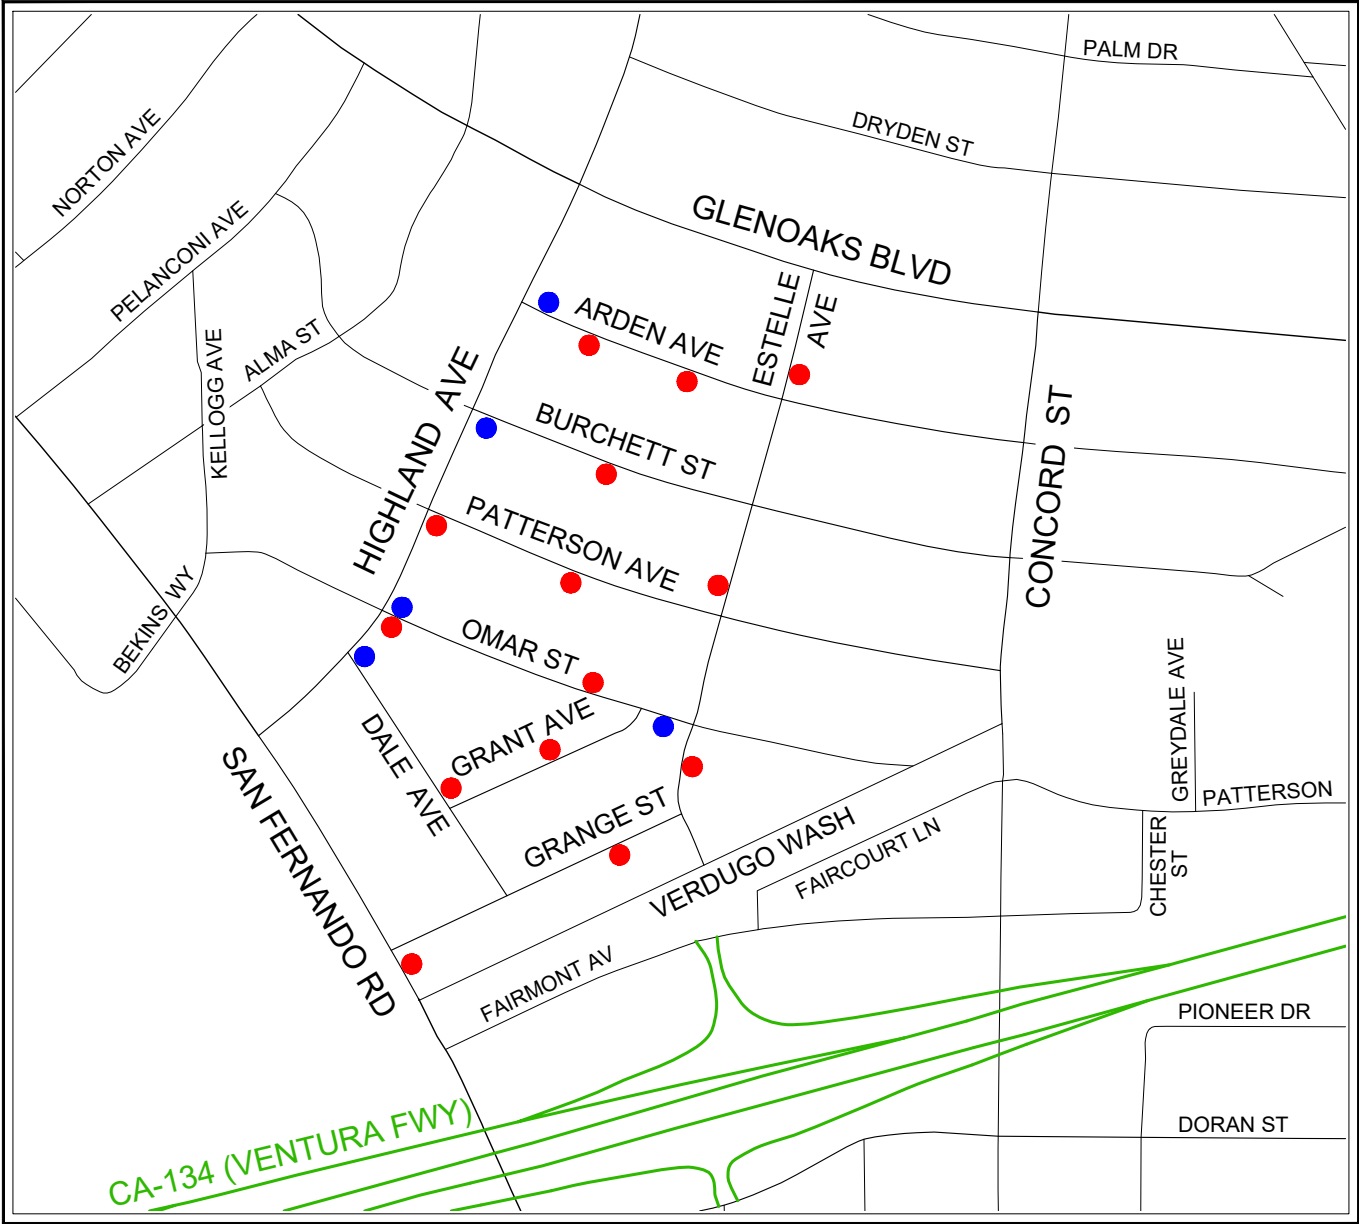 PALM DR
DRYDEN ST
NORTON AVE
GLENOAKS BLVD
PELANCONI AVE
ESTELLE
AVE
ARDEN AVE
ALMA ST
KELLOGG AVE
HIGHLAND AVE
BURCHETT ST
CONCORD ST
PATTERSON AVE
BEKINS WY
OMAR ST
GREYDALE AVE
GRANT AVE
DALE AVE
PATTERSON
SAN FERNANDO RD
GRANGE ST
VERDUGO WASH
FAIRCOURT LN
CHESTER
ST
FAIRMONT AV
PIONEER DR
CA-134 (VENTURA FWY)
DORAN ST